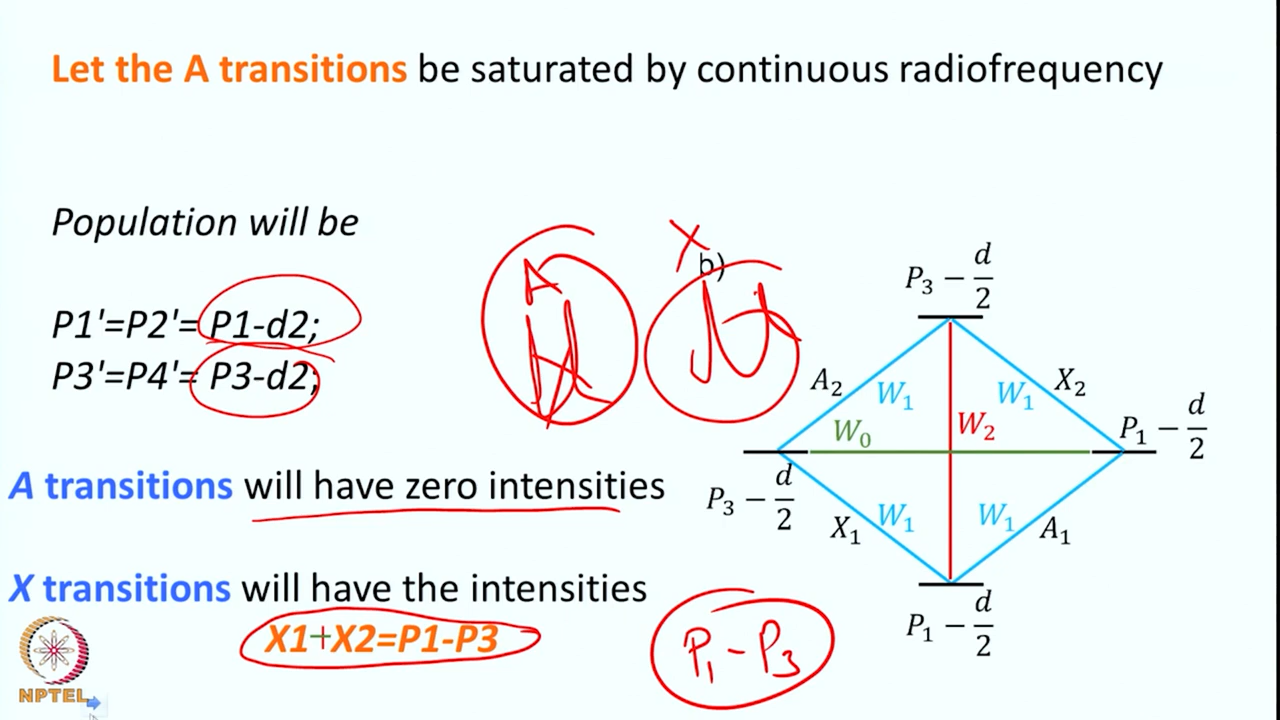 Let the A transitions be saturated by continuous radiofrequency
Population will be
P1'=P2'= P1-d2;
P3'=P4'= P3-d2;
A transitions will have zero intensities
X transitions will have the intensities
X1+X2=P1-P3
P₁ - P₃
A
X
b)
P₃ − d/2
A₂
W₁
W₁
X₂
W₀
W₂
P₁ − d/2
P₃ − d/2
X₁
W₁
W₁
A₁
P₁ − d/2
NPTEL